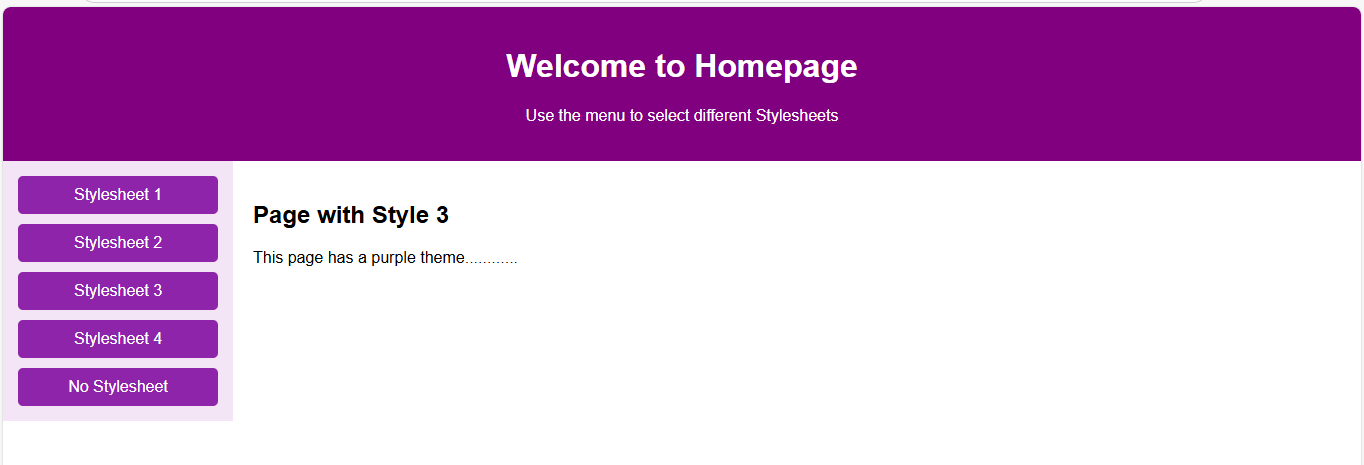 Welcome to Homepage
Use the menu to select different Stylesheets
Stylesheet 1
Stylesheet 2
Stylesheet 3
Stylesheet 4
No Stylesheet
Page with Style 3
This page has a purple theme............